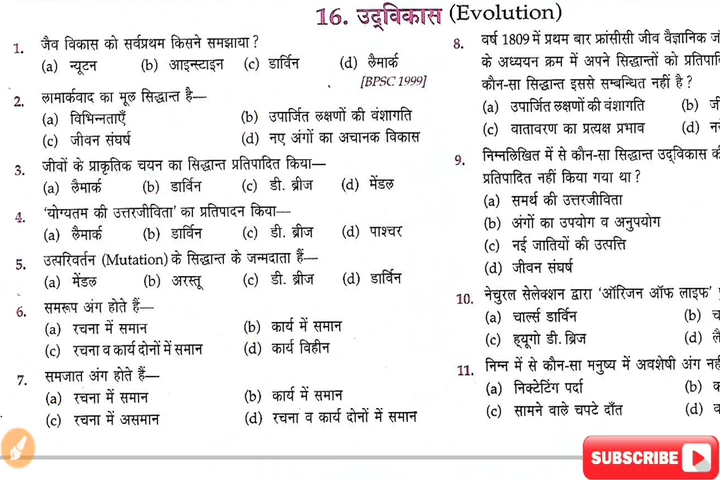 16. उद्‌विकास (Evolution)
1. जैव विकास को सर्वप्रथम किसने समझाया ?
(a) न्यूटन (b) आइन्स्टाइन (c) डार्विन (d) लैमार्क
[BPSC 1999]
2. लामार्कवाद का मूल सिद्धान्त है—
(a) विभिन्नताएँ (b) उपार्जित लक्षणों की वंशागति
(c) जीवन संघर्ष (d) नए अंगों का अचानक विकास
3. जीवों के प्राकृतिक चयन का सिद्धान्त प्रतिपादित किया—
(a) लैमार्क (b) डार्विन (c) डी. ब्रीज (d) मेंडल
4. ‘योग्यतम की उत्तरजीविता’ का प्रतिपादन किया—
(a) लैमार्क (b) डार्विन (c) डी. ब्रीज (d) पाश्चर
5. उत्परिवर्तन (Mutation) के सिद्धान्त के जन्मदाता हैं—
(a) मेंडल (b) अरस्तू (c) डी. ब्रीज (d) डार्विन
6. समरूप अंग होते हैं—
(a) रचना में समान (b) कार्य में समान
(c) रचना व कार्य दोनों में समान (d) कार्य विहीन
7. समजात अंग होते हैं—
(a) रचना में समान (b) कार्य में समान
(c) रचना में असमान (d) रचना व कार्य दोनों में समान
8. वर्ष 1809 में प्रथम बार फ्रांसीसी जीव वैज्ञानिक
के अध्ययन क्रम में अपने सिद्धान्तों को
कौन-सा सिद्धान्त इससे सम्बन्धित नहीं है ?
(a) उपार्जित लक्षणों की वंशागति (b)
(c) वातावरण का प्रत्यक्ष प्रभाव (d)
9. निम्नलिखित में से कौन-सा सिद्धान्त उद्‌विकास
प्रतिपादित नहीं किया गया था ?
(a) समर्थ की उत्तरजीविता
(b) अंगों का उपयोग व अनुपयोग
(c) नई जातियों की उत्पत्ति
(d) जीवन संघर्ष
10. नेचुरल सेलेक्शन द्वारा ‘ऑरिजन ऑफ लाइफ’
(a) चार्ल्स डार्विन (b)
(c) ह्यूगो डी. ब्रिज (d)
11. निम्न में से कौन-सा मनुष्य में अवशेषी अंग
(a) निक्टेटिंग पर्दा (b)
(c) सामने वाले चपटे दाँत (d)
SUBSCRIBE